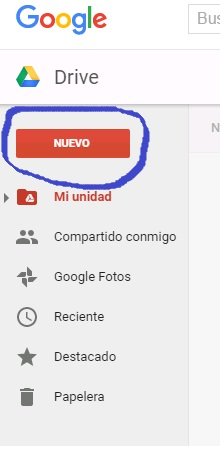 Google
Bus
Drive
NUEVO
N
Mi unidad
Compartido conmigo
Google Fotos
Reciente
Destacado
Papelera